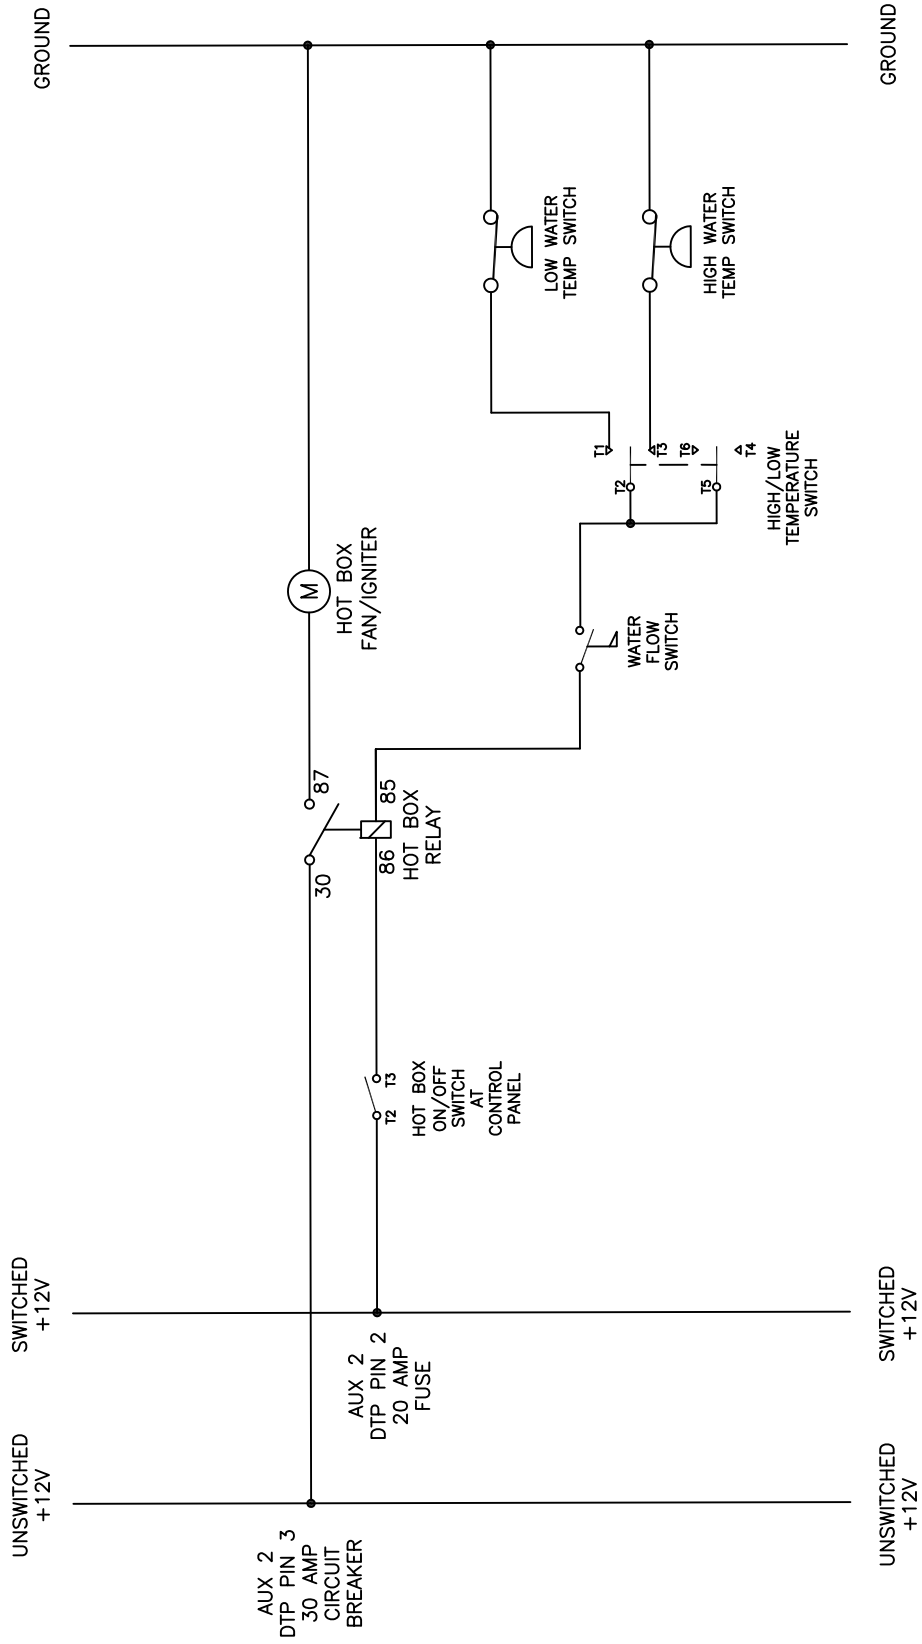 UNSWITCHED
+12V
SWITCHED
+12V
GROUND
AUX 2
DTP PIN 3
30 AMP
CIRCUIT
BREAKER
30
87
M
HOT BOX
FAN/IGNITER
AUX 2
DTP PIN 2
20 AMP
FUSE
T2
T3
HOT BOX
ON/OFF
SWITCH
AT
CONTROL
PANEL
86
85
HOT BOX
RELAY
WATER
FLOW
SWITCH
LOW WATER
TEMP SWITCH
T1
T2
T3
T6
T5
T4
HIGH/LOW
TEMPERATURE
SWITCH
HIGH WATER
TEMP SWITCH
UNSWITCHED
+12V
SWITCHED
+12V
GROUND